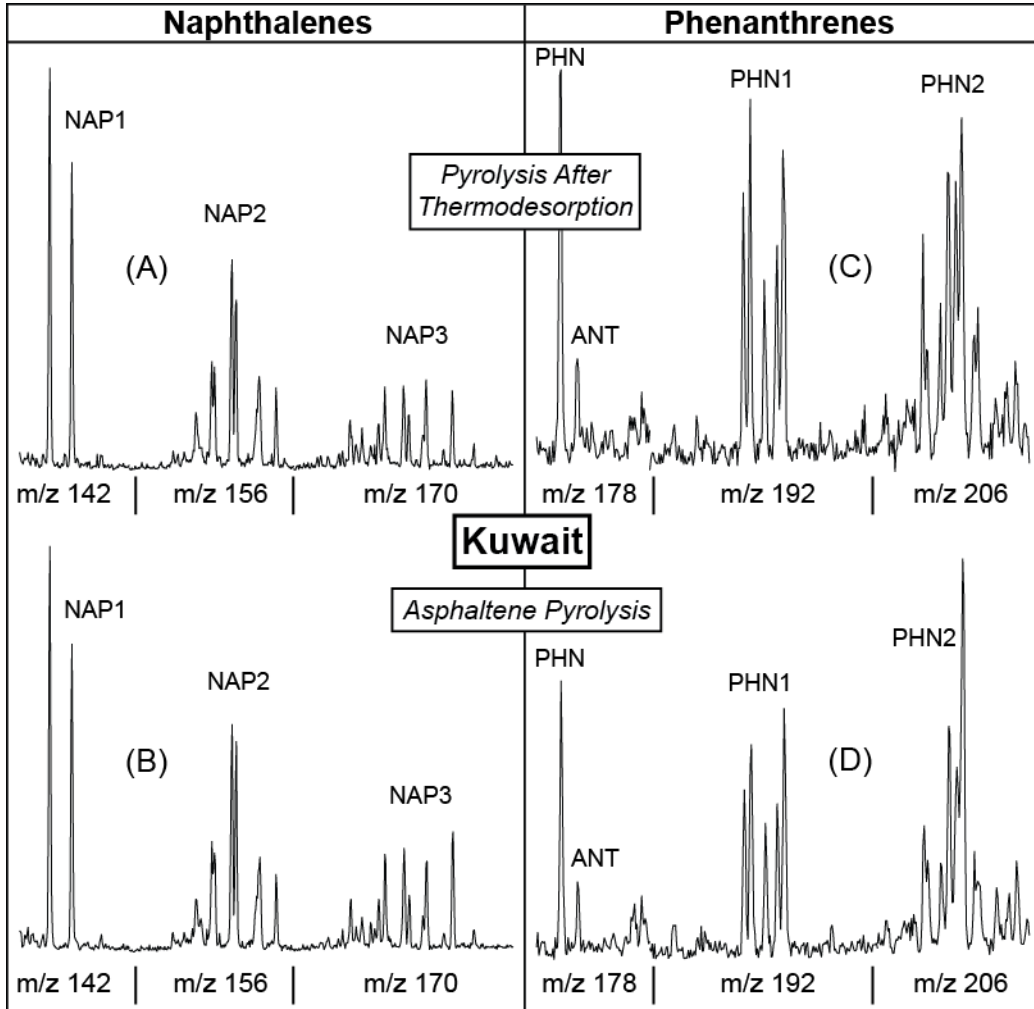 Naphthalenes
Phenanthrenes
NAP1
NAP2
NAP3
(A)
PHN
ANT
PHN1
PHN2
(C)
Pyrolysis After
Thermodesorption
m/z 142
m/z 156
m/z 170
m/z 178
m/z 192
m/z 206
Kuwait
Asphaltene Pyrolysis
NAP1
NAP2
NAP3
(B)
PHN
ANT
PHN1
PHN2
(D)
m/z 142
m/z 156
m/z 170
m/z 178
m/z 192
m/z 206